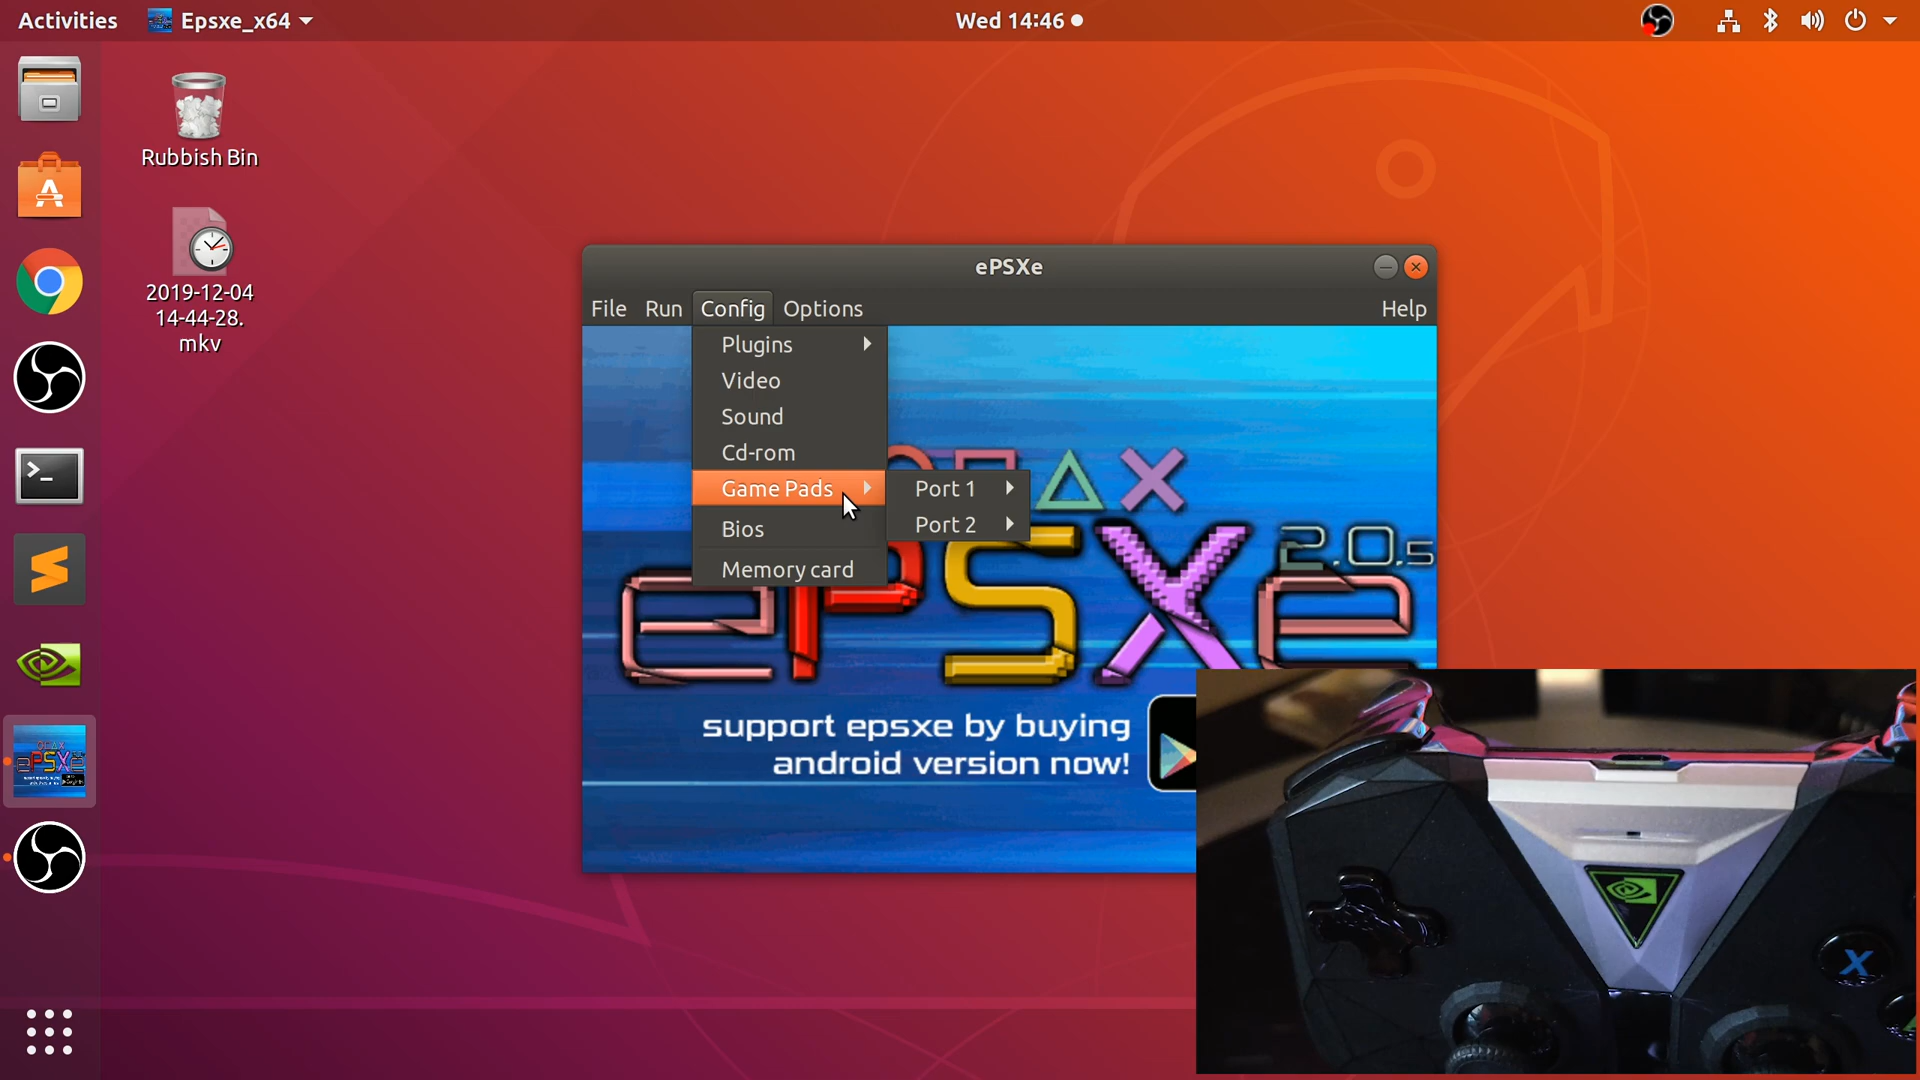 Activities
Epsxe_x64
Wed 14:46
Rubbish Bin
2019-12-04
14-44-28.
mkv
ePSXe
File
Run
Config
Options
Help
Plugins
Video
Sound
Cd-rom
Game Pads
Bios
Memory card
Port 1
Port 2
2.0.5
ePSXe
support epsxe by buying
android version now!
X